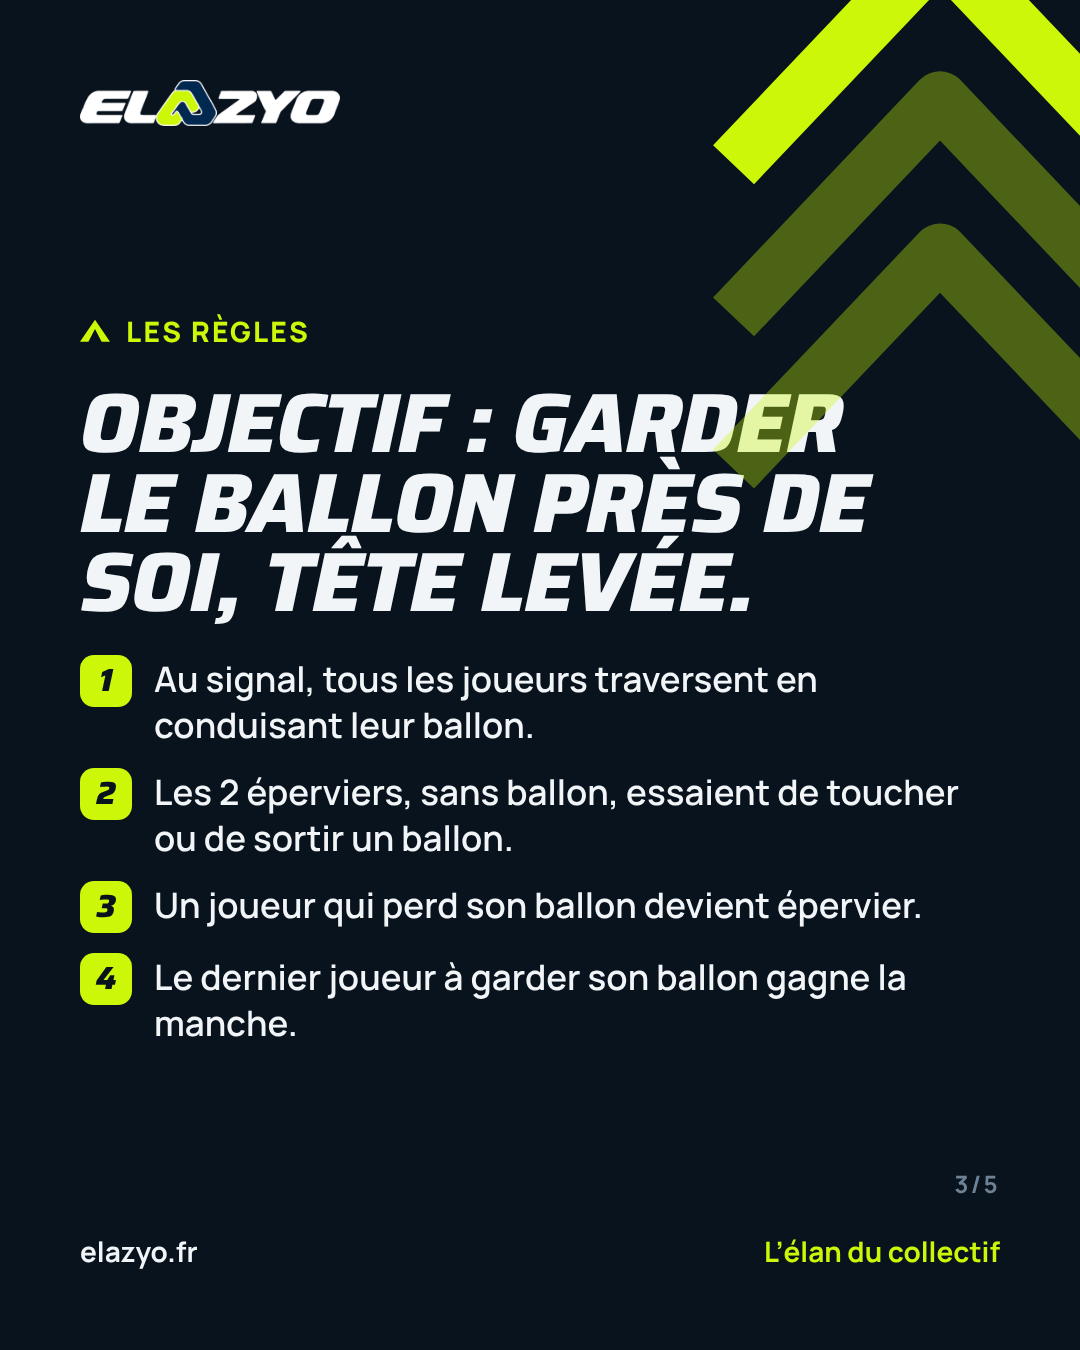 ELAZYO
LES RÈGLES
OBJECTIF : GARDER
LE BALLON PRÈS DE
SOI, TÊTE LEVÉE.
1 Au signal, tous les joueurs traversent en
conduisant leur ballon.
2 Les 2 éperviers, sans ballon, essaient de toucher
ou de sortir un ballon.
3 Un joueur qui perd son ballon devient épervier.
4 Le dernier joueur à garder son ballon gagne la
manche.
3/5
elazyo.fr
L’élan du collectif